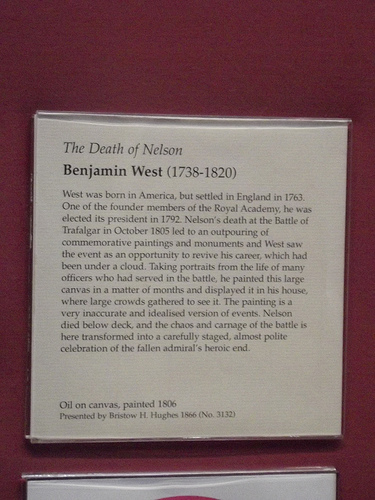 The Death of Nelson
Benjamin West (1738-1820)
West was born in America, but settled in England in 1763.
One of the founder members of the Royal Academy, he was
elected its president in 1792. Nelson's death at the Battle of
Trafalgar in October 1805 led to an outpouring of
commemorative paintings and monuments and West saw
the event as an opportunity to revive his career, which had
been under a cloud. Taking portraits from the life of many
officers who had served in the battle, he painted this large
canvas in a matter of months and displayed it in his house,
where large crowds gathered to see it. The painting is a
very inaccurate and idealised version of events. Nelson
died below deck, and the chaos and carnage of the battle is
here transformed into a carefully staged, almost polite
celebration of the fallen admiral's heroic end.
Oil on canvas, painted 1806
Presented by Bristow H. Hughes 1866 (No. 3132)